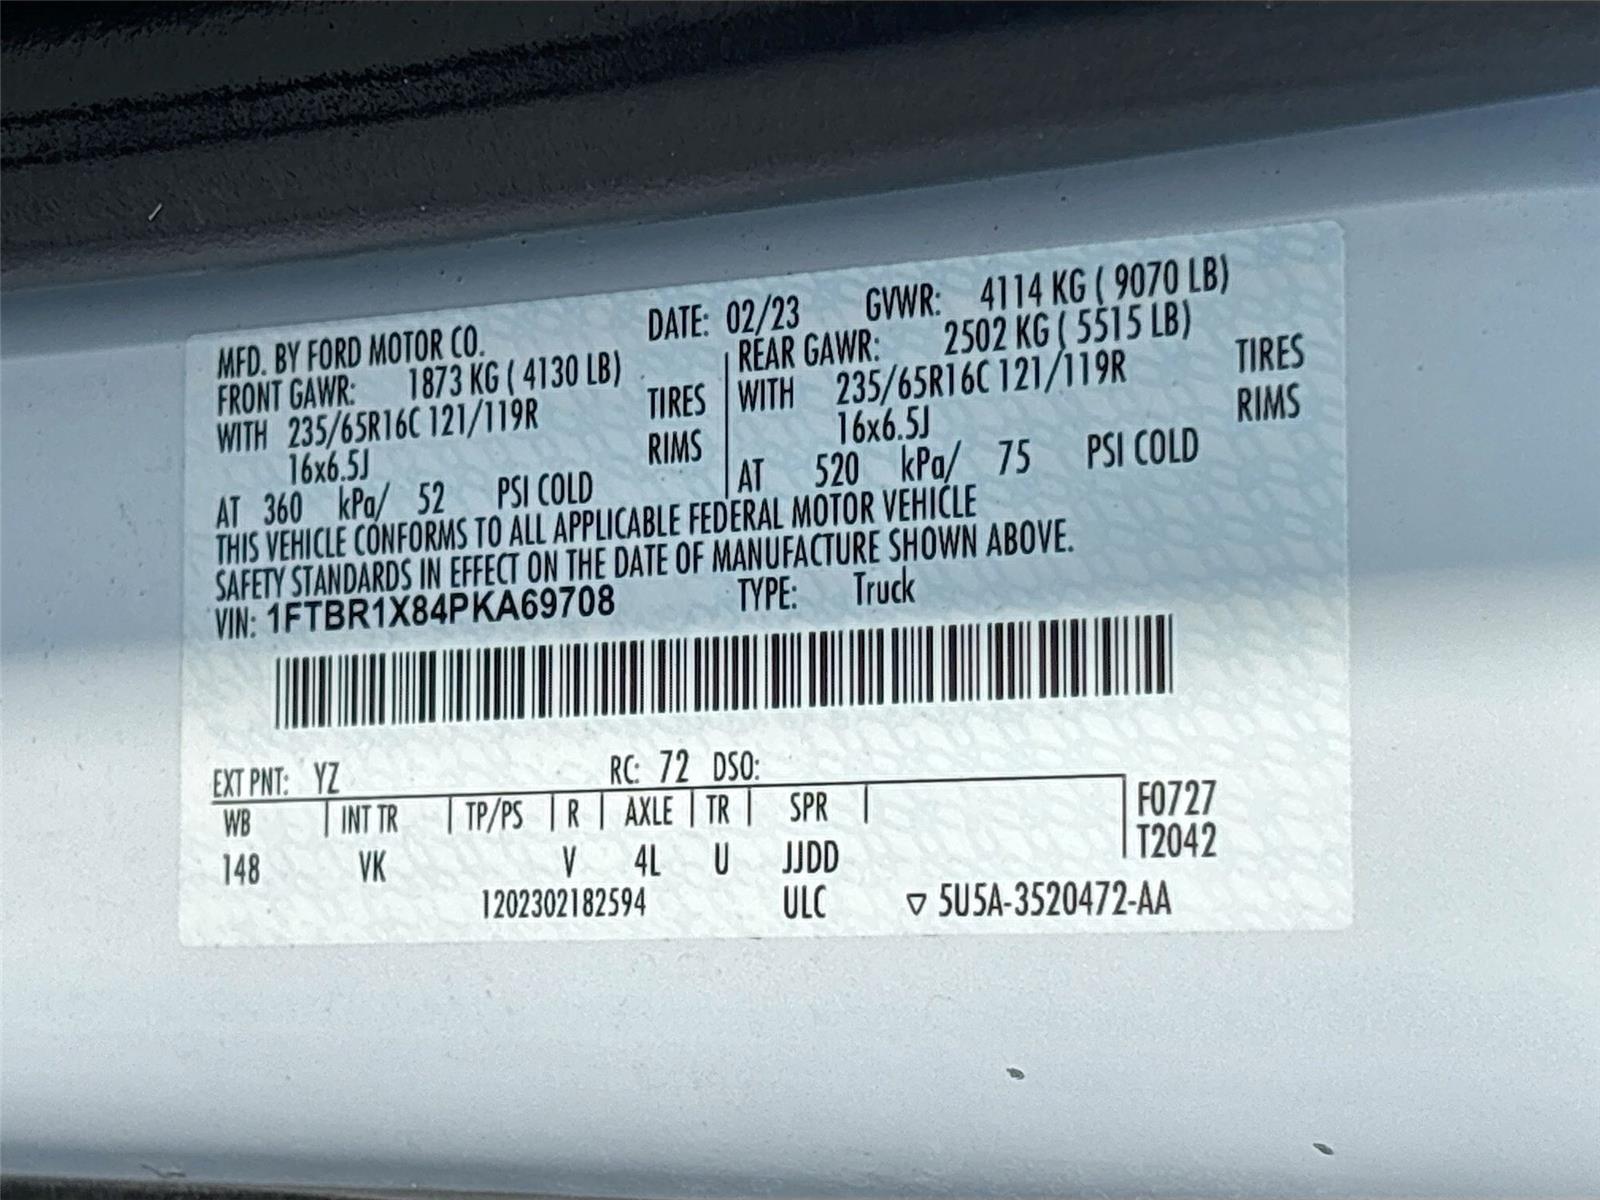 MFD. BY FORD MOTOR CO. DATE: 02/23 GVWR: 4114 KG ( 9070 LB)
FRONT GAWR: 1873 KG ( 4130 LB) REAR GAWR: 2502 KG ( 5515 LB)
WITH 235/65R16C 121/119R TIRES WITH 235/65R16C 121/119R TIRES
16x6.5J RIMS 16x6.5J RIMS
AT 360 kPa/ 52 PSI COLD AT 520 kPa/ 75 PSI COLD
THIS VEHICLE CONFORMS TO ALL APPLICABLE FEDERAL MOTOR VEHICLE
SAFETY STANDARDS IN EFFECT ON THE DATE OF MANUFACTURE SHOWN ABOVE.
VIN: 1FTBR1X84PKA69708 TYPE: Truck
EXT PNT: YZ RC: 72 DSO:
WB INT TR TP/PS R AXLE TR SPR F0727
T2042
148 VK V 4L U JJDD
1202302182594 ULC ▽ 5U5A-3520472-AA